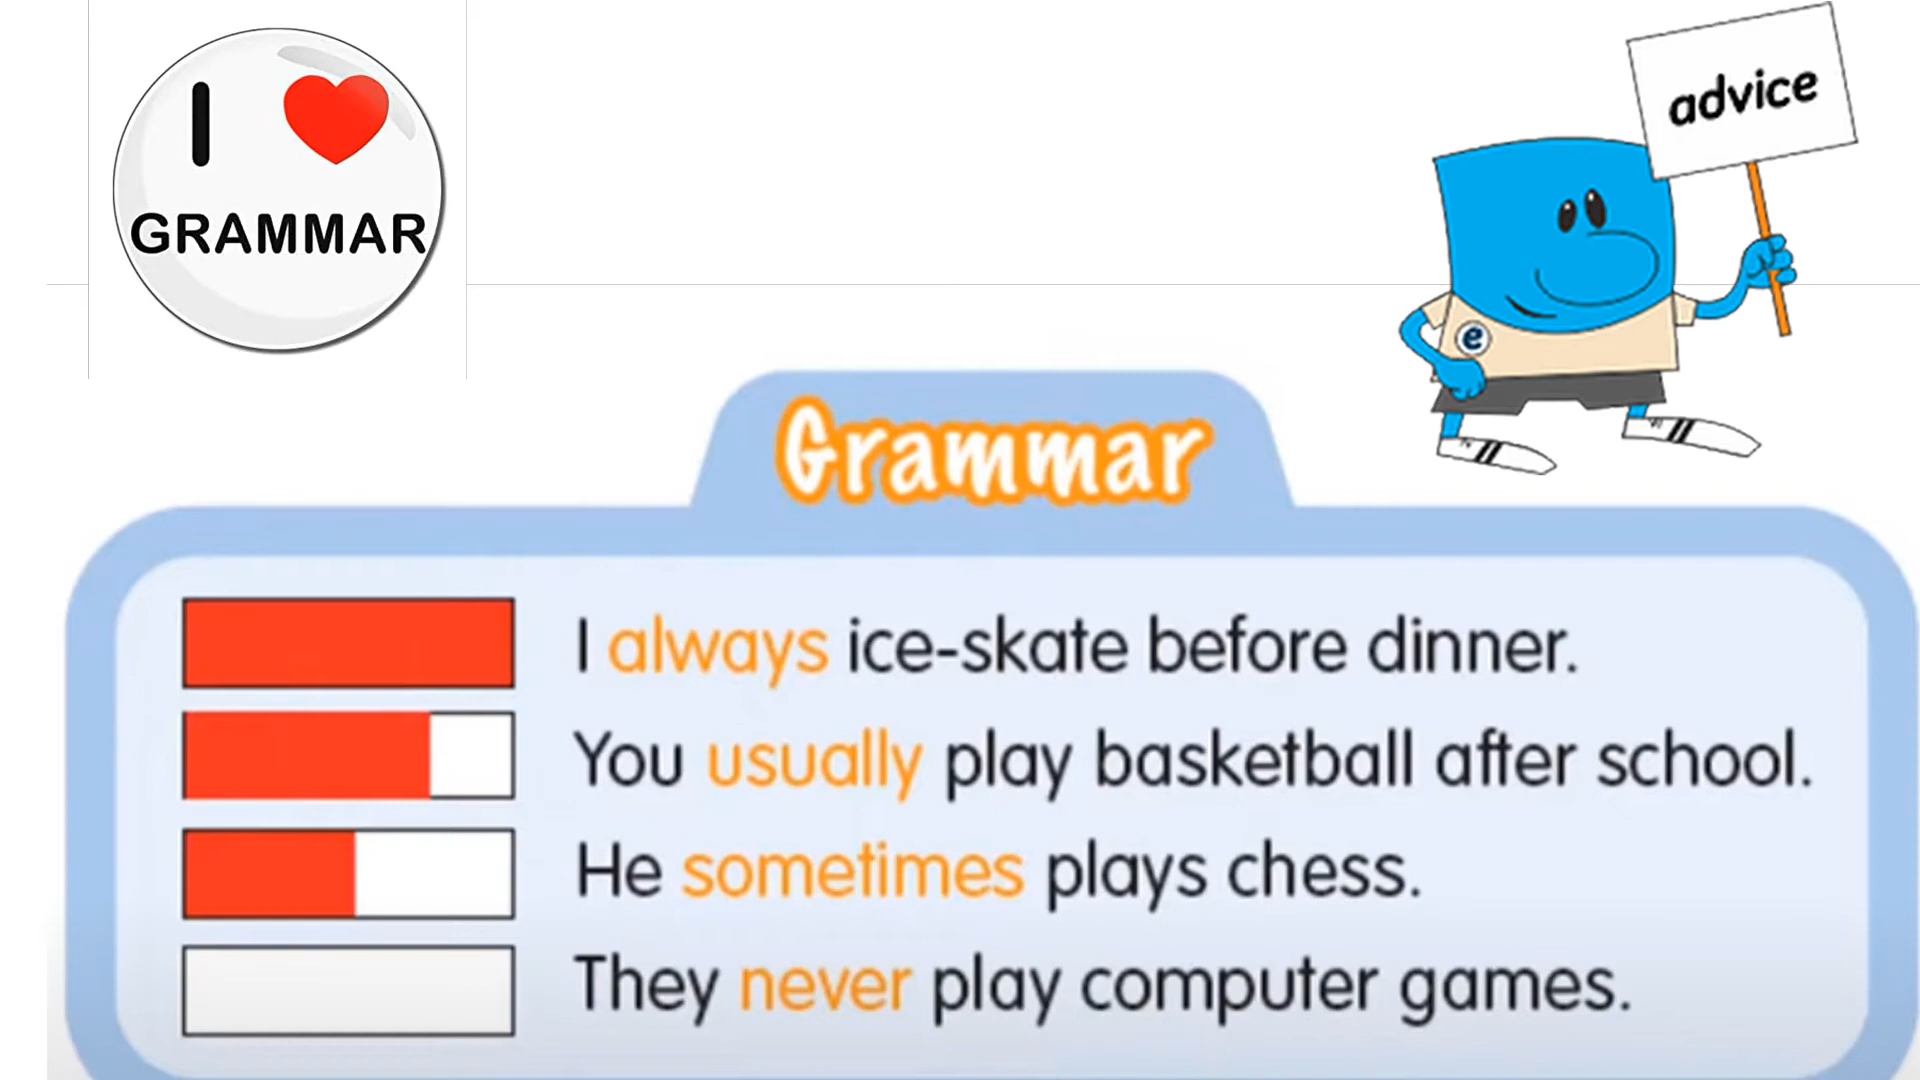 I ❤
GRAMMAR
advice
e
Grammar
I always ice-skate before dinner.
You usually play basketball after school.
He sometimes plays chess.
They never play computer games.